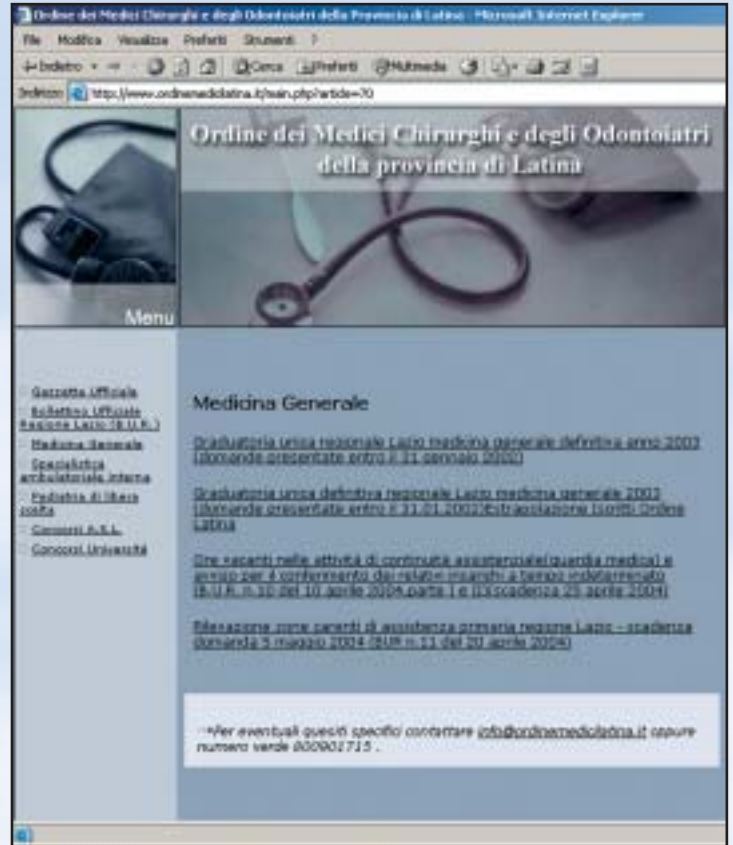 Ordine dei Medici Chirurghi e degli Odontoiatri della Provincia di Latina - Microsoft Internet Explorer
File Modifica Visualizza Preferiti Strumenti ?
Indietro Cerca Preferiti Multimedia
Indirizzo http://www.ordinemedicilatina.it/main.php?article=70
Ordine dei Medici Chirurghi e degli Odontoiatri
della provincia di Latina
Menu
Gazzetta Ufficiale
Bollettino Ufficiale
Regione Lazio (B.U.R.)
Medicina Generale
Specialistica
ambulatoriale interna
Pediatria di libera
scelta
Concorsi A.S.L.
Concorsi Università
Medicina Generale
Graduatoria unica regionale Lazio medicina generale definitiva anno 2003
(domande presentate entro il 31 gennaio 2002)
Graduatoria unica definitiva regionale Lazio medicina generale 2003
(domande presentate entro il 31.01.2002)Estrapolazione Iscritti Ordine
Latina
Ore vacanti nelle attività di continuità assistenziale(guardia medica) e
avviso per il conferimento dei relativi incarichi a tempo indeterminato
(B.U.R. n.10 del 10 aprile 2004,parte I e II)(scadenza 25 aprile 2004)
Rilevazione zone carenti di assistenza primaria regione Lazio - scadenza
domanda 5 maggio 2004 (BUR n.11 del 20 aprile 2004)
Per eventuali quesiti specifici contattare info@ordinemedicilatina.it oppure
numero verde 800901715 .